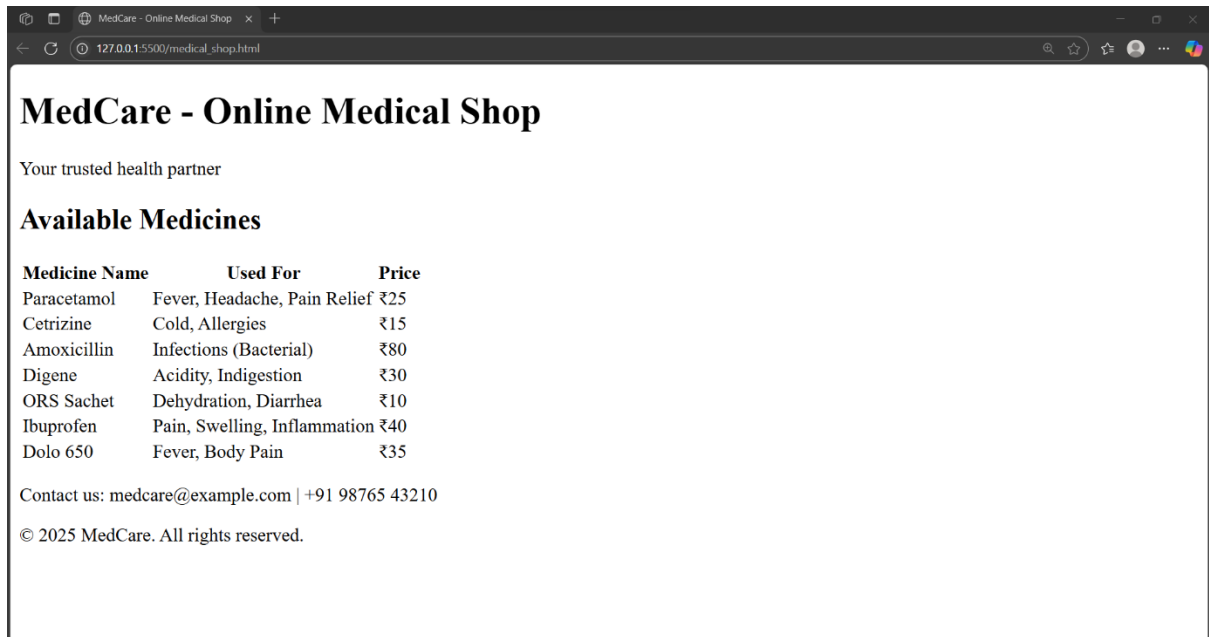 MedCare - Online Medical Shop
127.0.0.1:5500/medical_shop.html
MedCare - Online Medical Shop
Your trusted health partner
Available Medicines
Medicine Name Used For Price
Paracetamol Fever, Headache, Pain Relief ₹25
Cetrizine Cold, Allergies ₹15
Amoxicillin Infections (Bacterial) ₹80
Digene Acidity, Indigestion ₹30
ORS Sachet Dehydration, Diarrhea ₹10
Ibuprofen Pain, Swelling, Inflammation ₹40
Dolo 650 Fever, Body Pain ₹35
Contact us: medcare@example.com | +91 98765 43210
© 2025 MedCare. All rights reserved.